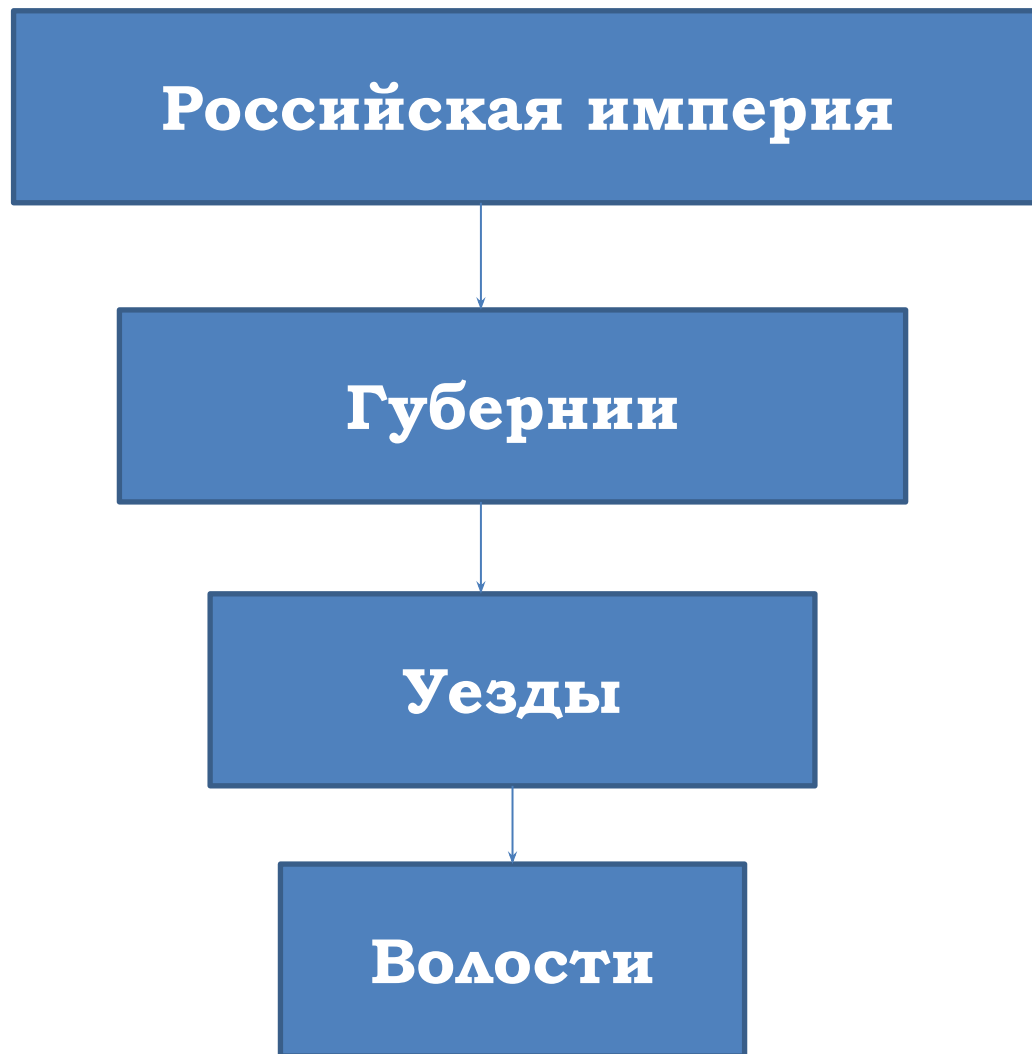 Российская империя
Губернии
Уезды
Волости